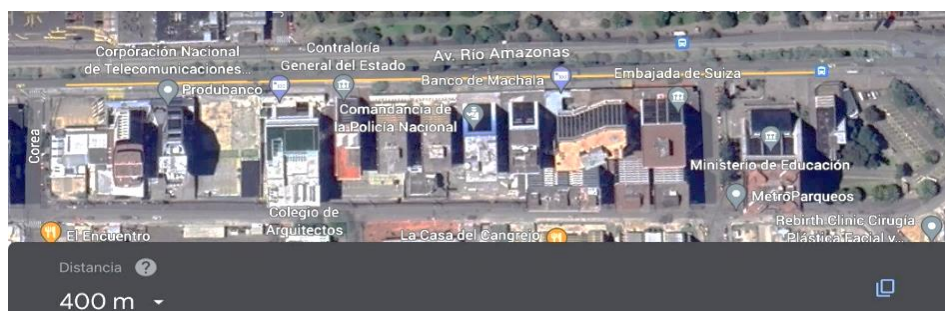 Corporación Nacional
de Telecomunicaciones...
Contraloría
General del Estado
Av. Río Amazonas
Produbanco
Banco de Machala
Embajada de Suiza
Comandancia de
la Policía Nacional
Corea
Ministerio de Educación
MetroParqueos
Colegio de
Arquitectos
El Encuentro
La Casa del Cangrejo
Rebirth Clinic Cirugía
Plástica Facial y...
Distancia ?
400 m